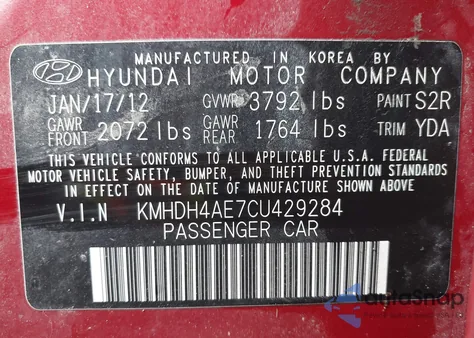 MANUFACTURED IN KOREA BY
HYUNDAI MOTOR COMPANY
JAN/17/12 GVWR 3792 lbs PAINT S2R
GAWR FRONT 2072 lbs GAWR REAR 1764 lbs TRIM YDA
THIS VEHICLE CONFORMS TO ALL APPLICABLE U.S.A. FEDERAL
MOTOR VEHICLE SAFETY, BUMPER, AND THEFT PREVENTION STANDARDS
IN EFFECT ON THE DATE OF MANUFACTURE SHOWN ABOVE
V.I.N KMHDH4AE7CU429284
PASSENGER CAR
autoSnap